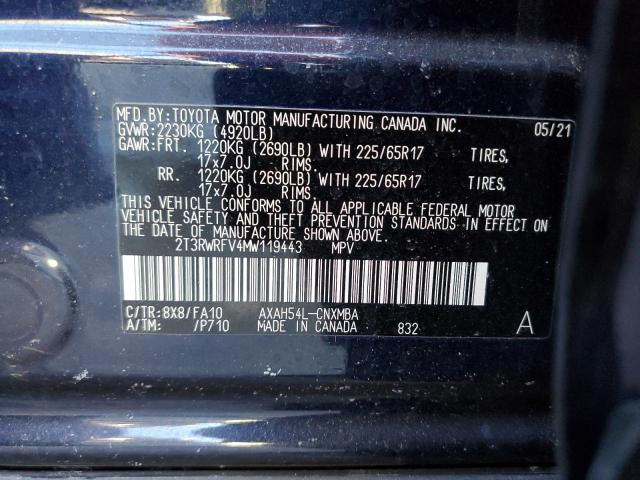 MFD.BY:TOYOTA MOTOR MANUFACTURING CANADA INC. 05/21
GVWR:2230KG (4920LB)
GAWR:FRT. 1220KG (2690LB) WITH 225/65R17 TIRES,
17x7.0J RIMS
RR. 1220KG (2690LB) WITH 225/65R17 TIRES,
17x7.0J RIMS
THIS VEHICLE CONFORMS TO ALL APPLICABLE FEDERAL MOTOR
VEHICLE SAFETY AND THEFT PREVENTION STANDARDS IN EFFECT ON
THE DATE OF MANUFACTURE SHOWN ABOVE.
2T3RWRFV4MW119443 MPV
C/TR:8X8/FA10 AXAH54L-CNXMBA
A/TM: /P710 MADE IN CANADA 832 A